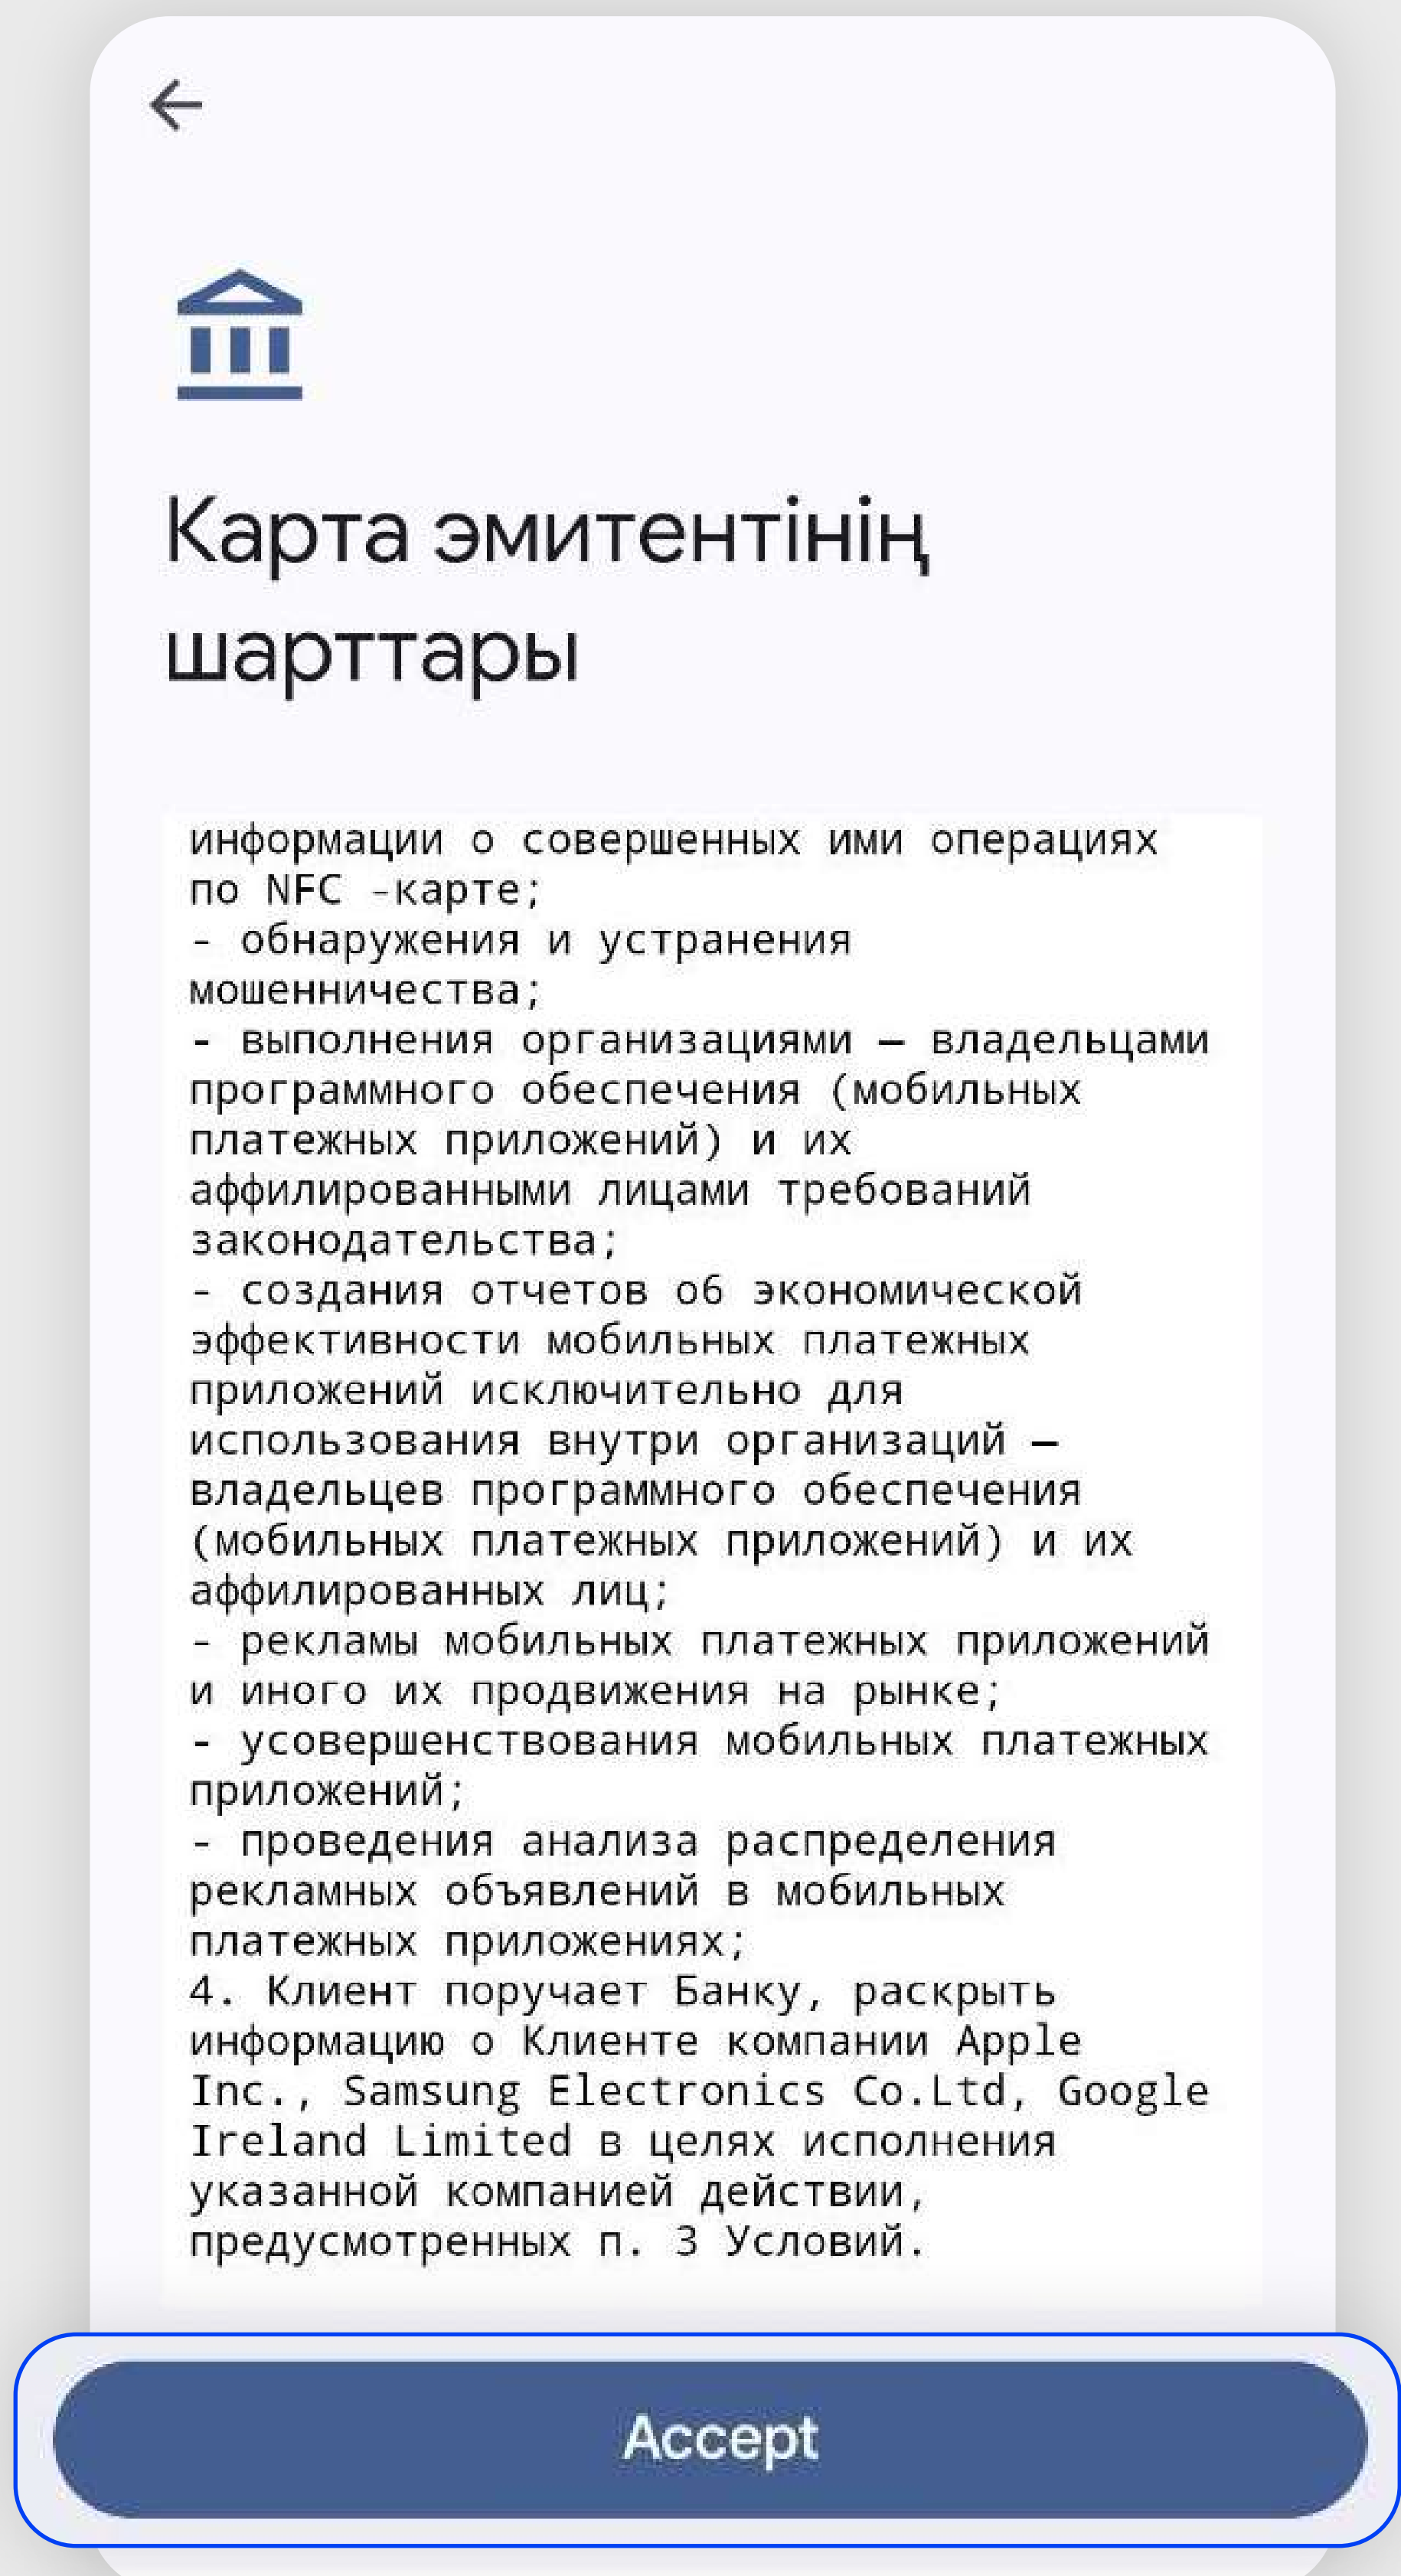 Карта эмитентінің
шарттары
информации о совершенных ими операциях
по NFC -карте;
- обнаружения и устранения
мошенничества;
- выполнения организациями — владельцами
программного обеспечения (мобильных
платежных приложений) и их
аффилированными лицами требований
законодательства;
- создания отчетов об экономической
эффективности мобильных платежных
приложений исключительно для
использования внутри организаций —
владельцев программного обеспечения
(мобильных платежных приложений) и их
аффилированных лиц;
- рекламы мобильных платежных приложений
и иного их продвижения на рынке;
- усовершенствования мобильных платежных
приложений;
- проведения анализа распределения
рекламных объявлений в мобильных
платежных приложениях;
4. Клиент поручает Банку, раскрыть
информацию о Клиенте компании Apple
Inc., Samsung Electronics Co.Ltd, Google
Ireland Limited в целях исполнения
указанной компанией действии,
предусмотренных п. 3 Условий.
Accept